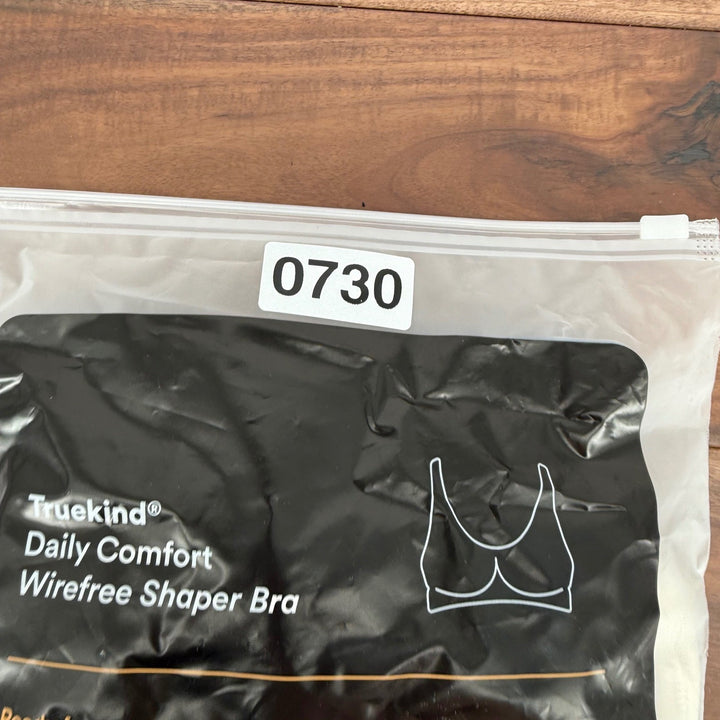 0730
Truekind®
Daily Comfort
Wirefree Shaper Bra